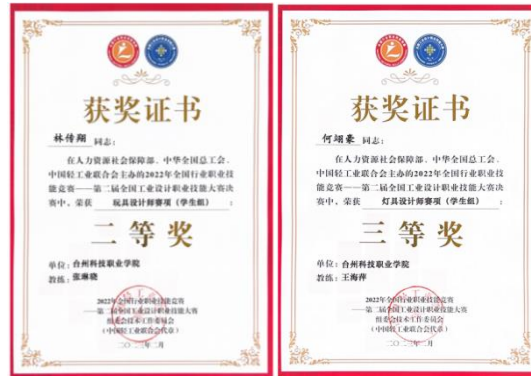 获奖证书
林传翔 同志：
在人力资源社会保障部、中华全国总工会、
中国轻工业联合会主办的2022年全国行业职业技
能竞赛——第二届全国工业设计职业技能大赛决
赛中，荣获 玩具设计师赛项（学生组）：
二等奖
单位：台州科技职业学院
教练：张琳晓
2022年全国行业职业技能竞赛
——第二届全国工业设计职业技能大赛
组委会技术工作委员会
（中国轻工业联合会代章）
二〇二三年二月
获奖证书
何翊豪 同志：
在人力资源社会保障部、中华全国总工会、
中国轻工业联合会主办的2022年全国行业职业技
能竞赛——第二届全国工业设计职业技能大赛决
赛中，荣获 灯具设计师赛项（学生组）：
三等奖
单位：台州科技职业学院
教练：王海萍
2022年全国行业职业技能竞赛
——第二届全国工业设计职业技能大赛
组委会技术工作委员会
（中国轻工业联合会代章）
二〇二三年二月